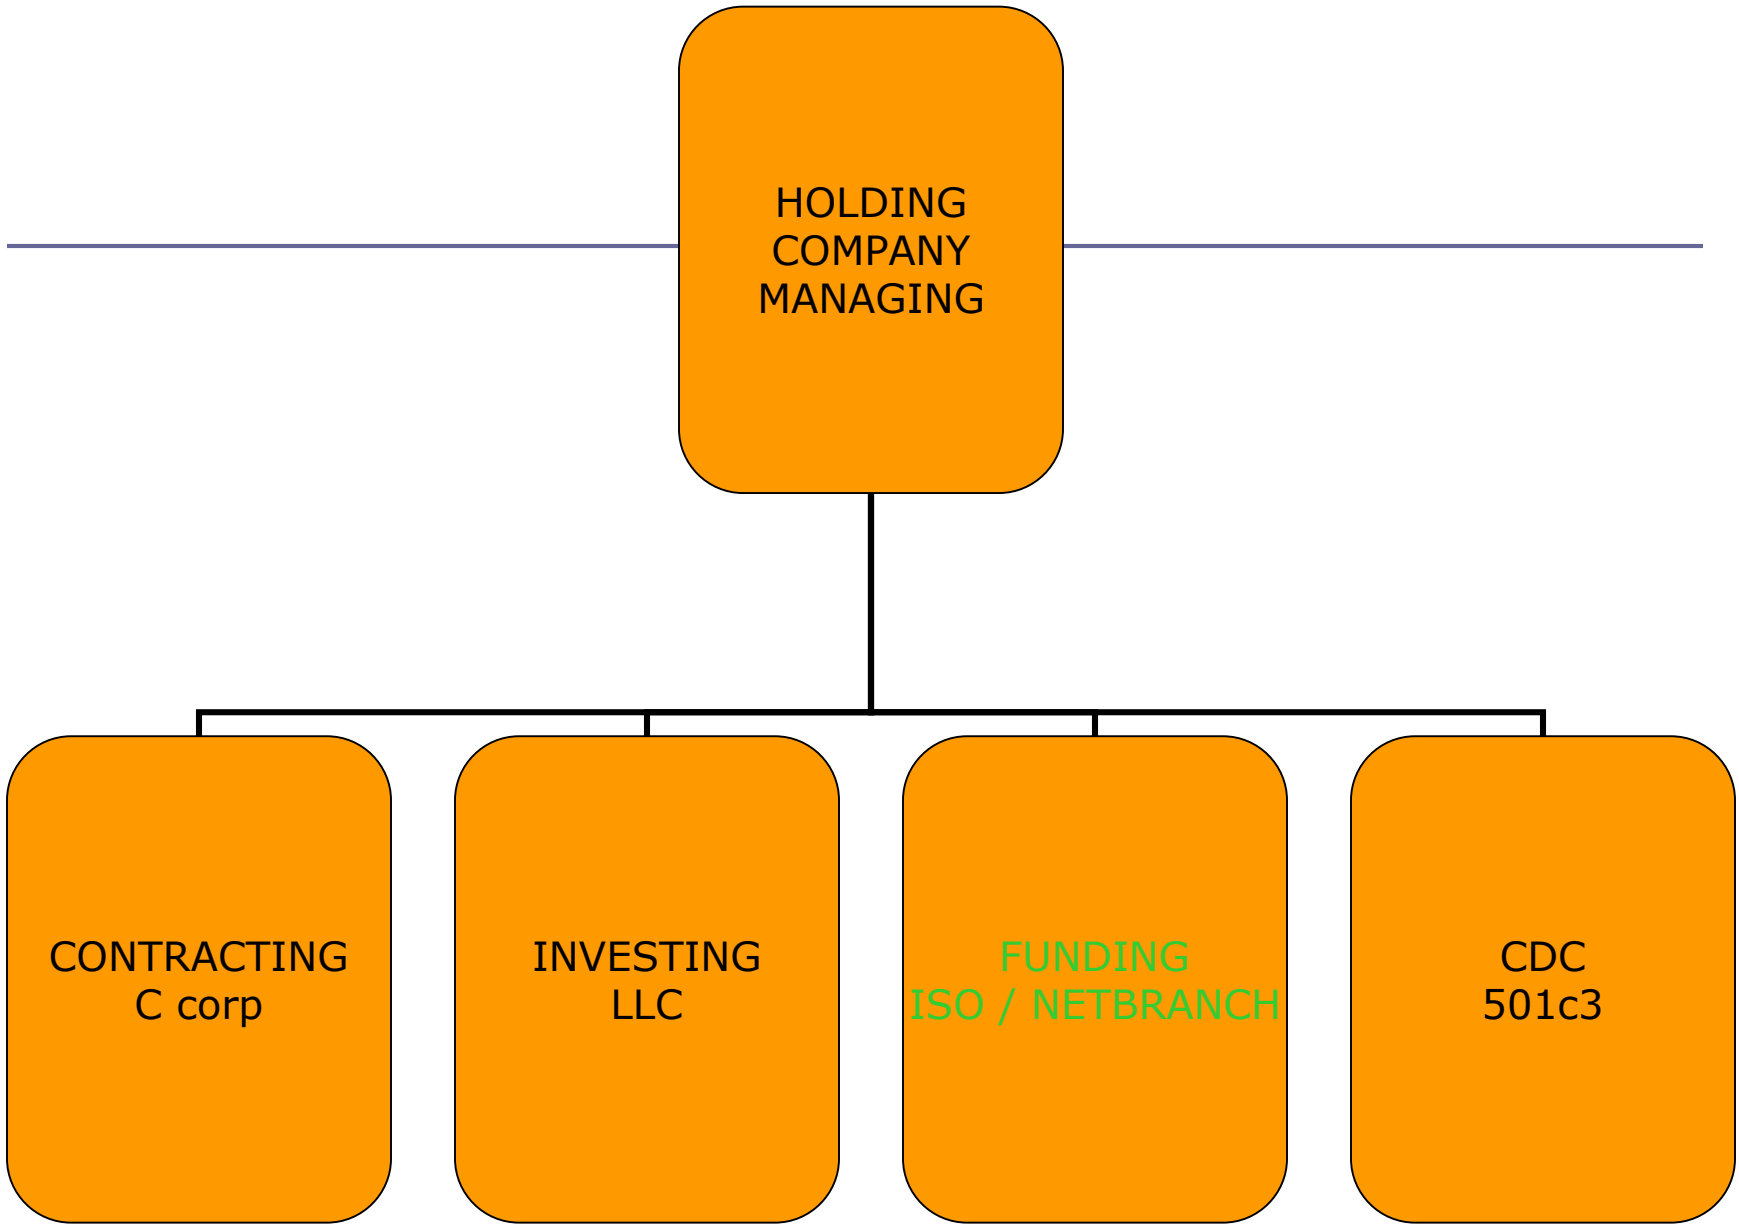 HOLDING
COMPANY
MANAGING
CONTRACTING
C corp
INVESTING
LLC
FUNDING
ISO / NETBRANCH
CDC
501c3